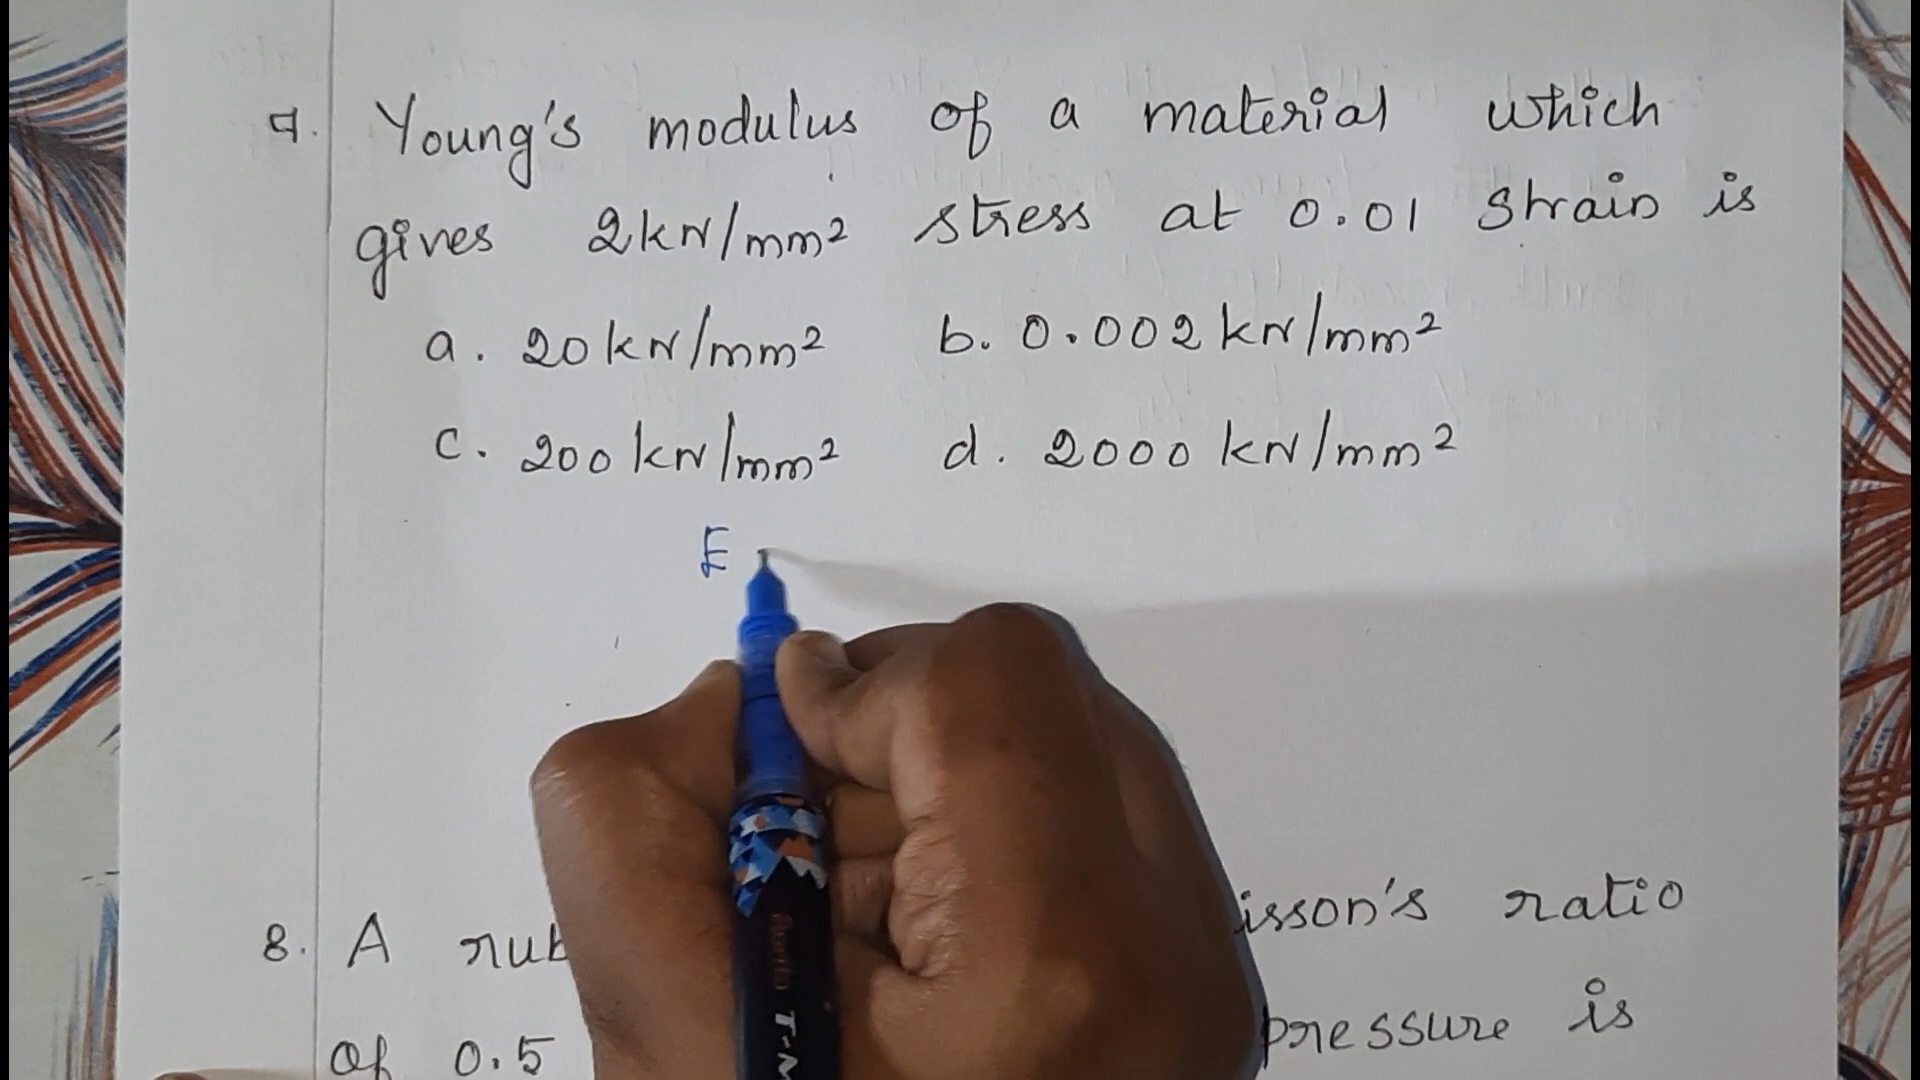 7. Young's modulus of a material which
gives 2kN/mm² stress at 0.01 strain is
a. 20kN/mm² b. 0.002kN/mm²
c. 200kN/mm² d. 2000kN/mm²
E
8. A ratio
of 0.5 pressure is